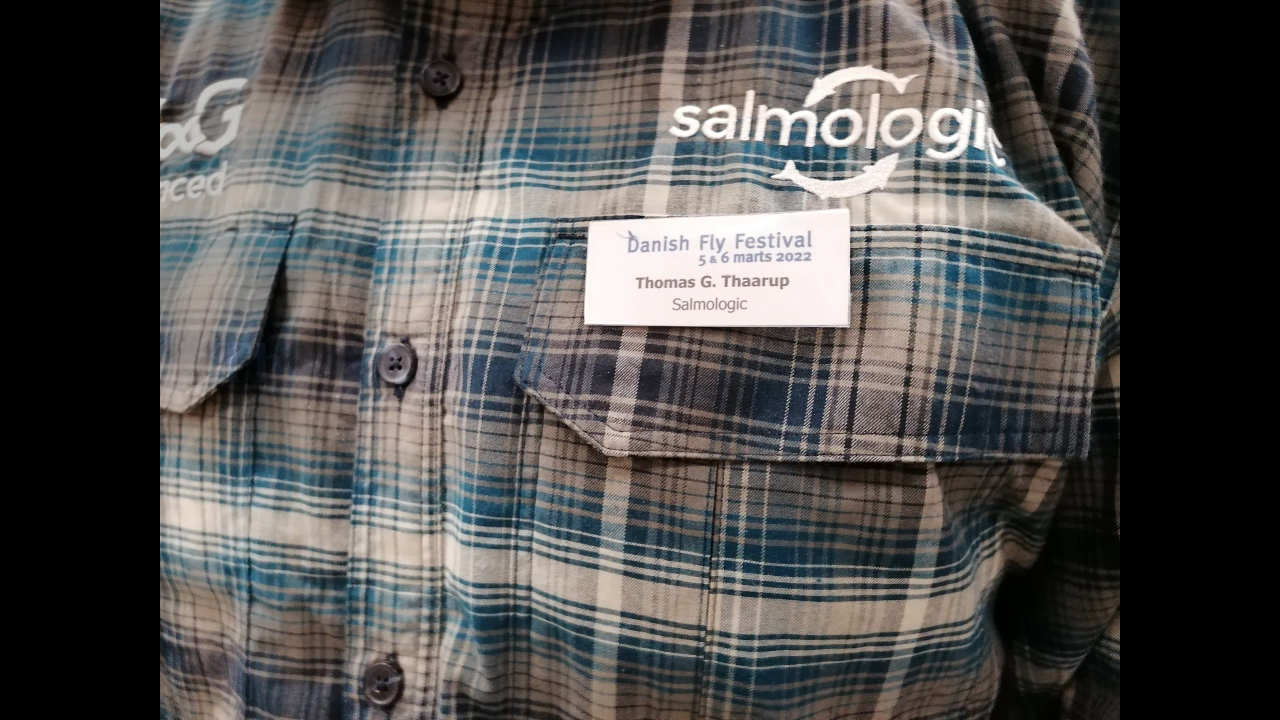 salmologic
Danish Fly Festival
5 & 6 marts 2022
Thomas G. Thaarup
Salmologic